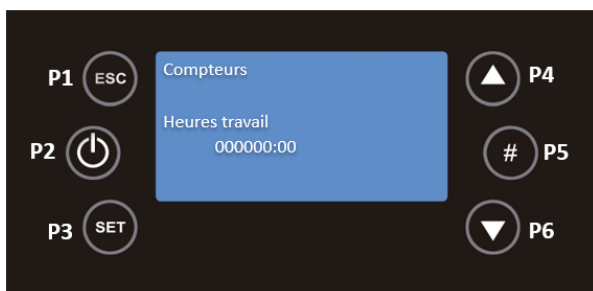 P1 ESC
Compteurs
P4
Heures travail
000000:00
P2
# P5
P3 SET
P6